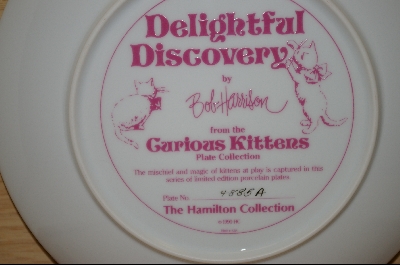 Delightful
Discovery
by
Bob Harrison
from the
Curious Kittens
Plate Collection
The mischief and magic of kittens at play is captured in this
series of limited edition porcelain plates
Plate No. 4885A
The Hamilton Collection